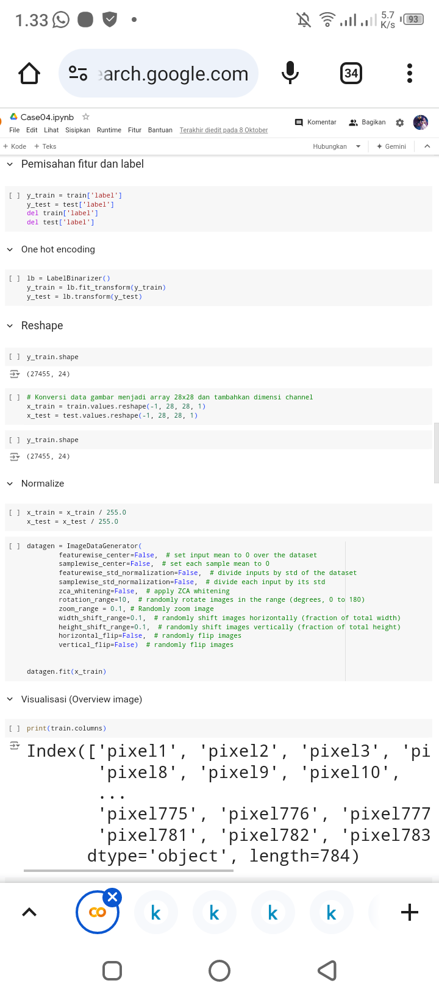 1.33
5.7
K/s
93
earch.google.com
34
Case04.ipynb
File Edit Lihat Sisipkan Runtime Fitur Bantuan Terakhir diedit pada 8 Oktober
Komentar
Bagikan
+ Kode + Teks
Hubungkan
Gemini
Pemisahan fitur dan label
[ ] y_train = train['label']
y_test = test['label']
del train['label']
del test['label']
One hot encoding
[ ] lb = LabelBinarizer()
y_train = lb.fit_transform(y_train)
y_test = lb.transform(y_test)
Reshape
[ ] y_train.shape
(27455, 24)
[ ] # Konversi data gambar menjadi array 28x28 dan tambahkan dimensi channel
x_train = train.values.reshape(-1, 28, 28, 1)
x_test = test.values.reshape(-1, 28, 28, 1)
[ ] y_train.shape
(27455, 24)
Normalize
[ ] x_train = x_train / 255.0
x_test = x_test / 255.0
[ ] datagen = ImageDataGenerator(
featurewise_center=False, # set input mean to 0 over the dataset
samplewise_center=False, # set each sample mean to 0
featurewise_std_normalization=False, # divide inputs by std of the dataset
samplewise_std_normalization=False, # divide each input by its std
zca_whitening=False, # apply ZCA whitening
rotation_range=10, # randomly rotate images in the range (degrees, 0 to 180)
zoom_range = 0.1, # Randomly zoom image
width_shift_range=0.1, # randomly shift images horizontally (fraction of total width)
height_shift_range=0.1, # randomly shift images vertically (fraction of total height)
horizontal_flip=False, # randomly flip images
vertical_flip=False) # randomly flip images
datagen.fit(x_train)
Visualisasi (Overview image)
[ ] print(train.columns)
Index(['pixel1', 'pixel2', 'pixel3', 'pi
'pixel8', 'pixel9', 'pixel10',
...
'pixel775', 'pixel776', 'pixel777
'pixel781', 'pixel782', 'pixel783
dtype='object', length=784)
k
k
k
k